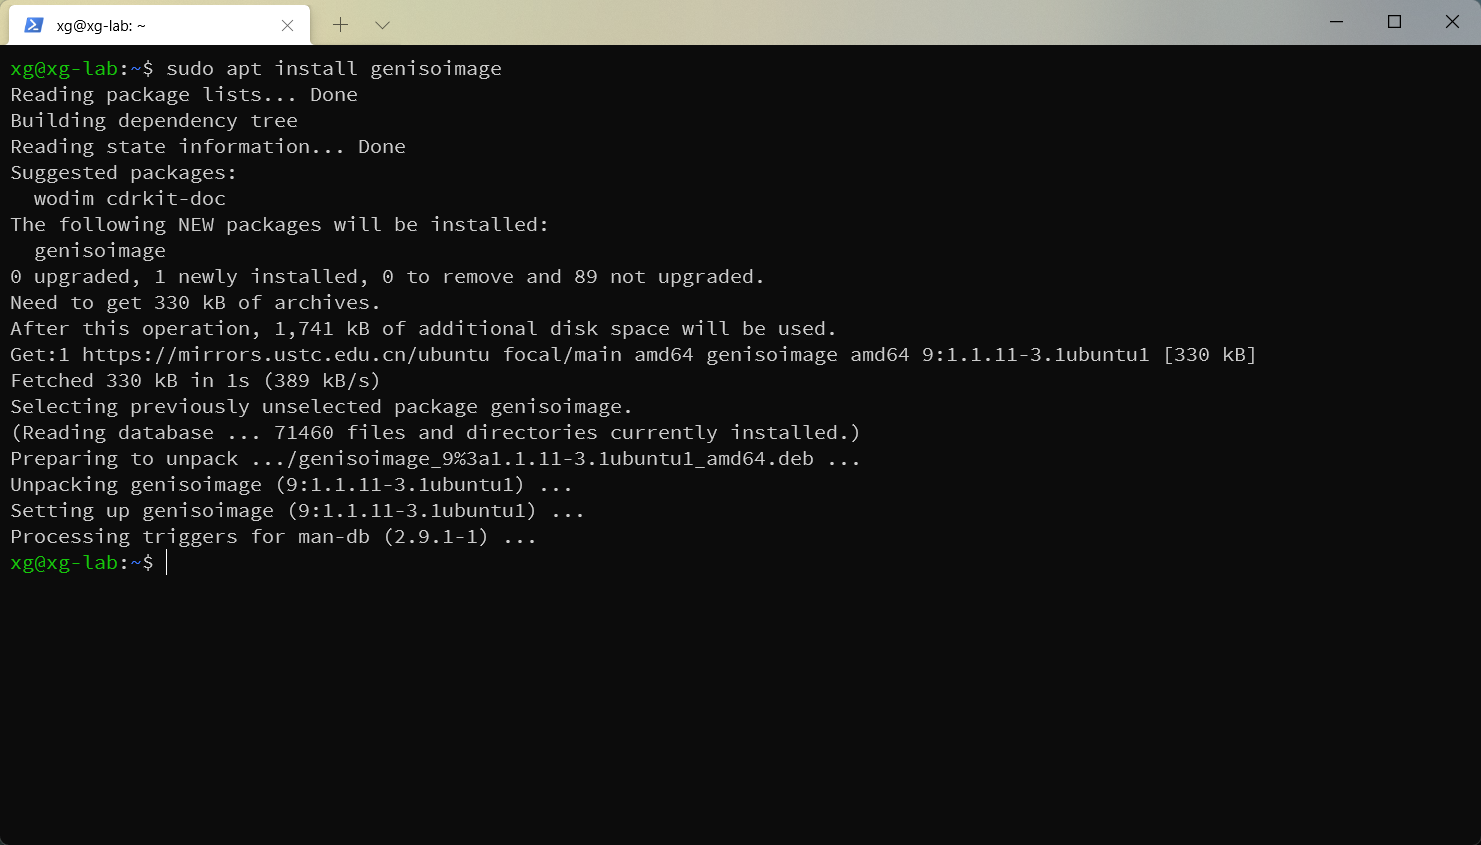 xg@xg-lab: ~
xg@xg-lab:~$ sudo apt install genisoimage
Reading package lists... Done
Building dependency tree
Reading state information... Done
Suggested packages:
  wodim cdrkit-doc
The following NEW packages will be installed:
  genisoimage
0 upgraded, 1 newly installed, 0 to remove and 89 not upgraded.
Need to get 330 kB of archives.
After this operation, 1,741 kB of additional disk space will be used.
Get:1 https://mirrors.ustc.edu.cn/ubuntu focal/main amd64 genisoimage amd64 9:1.1.11-3.1ubuntu1 [330 kB]
Fetched 330 kB in 1s (389 kB/s)
Selecting previously unselected package genisoimage.
(Reading database ... 71460 files and directories currently installed.)
Preparing to unpack .../genisoimage_9%3a1.1.11-3.1ubuntu1_amd64.deb ...
Unpacking genisoimage (9:1.1.11-3.1ubuntu1) ...
Setting up genisoimage (9:1.1.11-3.1ubuntu1) ...
Processing triggers for man-db (2.9.1-1) ...
xg@xg-lab:~$